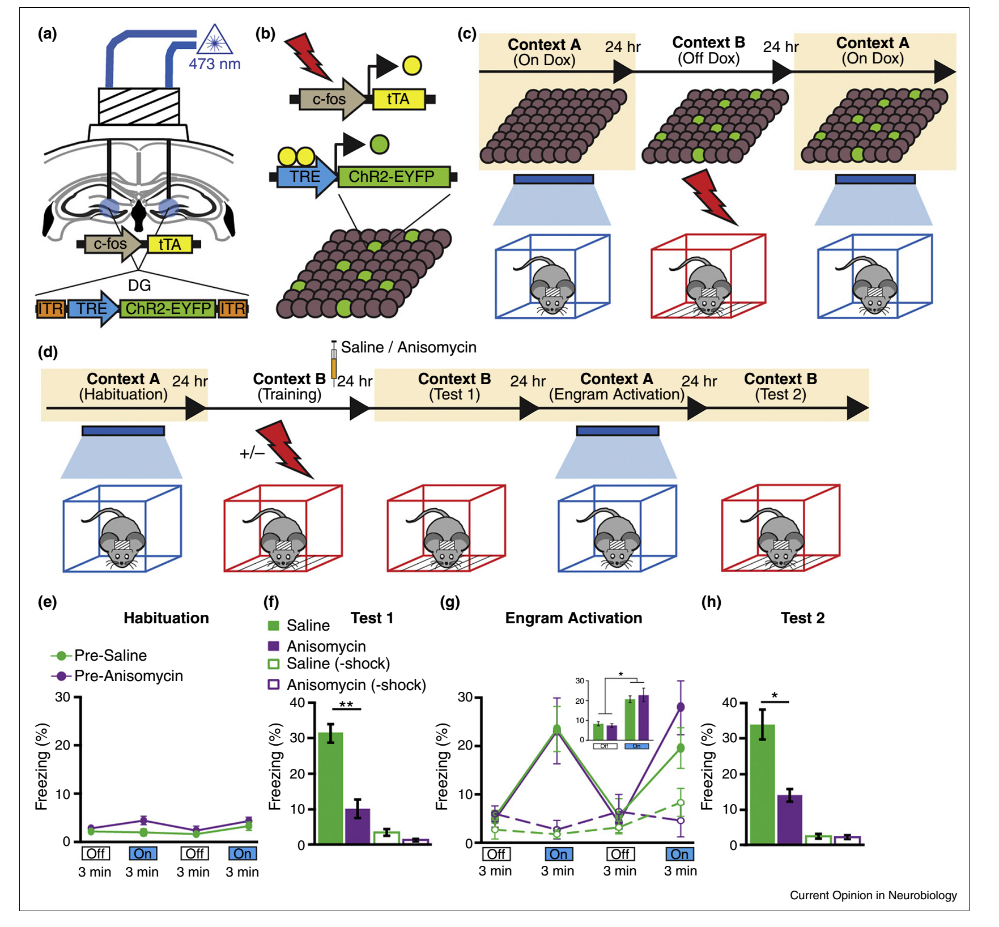 (a)
473 nm
c-fos
tTA
DG
ITR
TRE
ChR2-EYFP
ITR
(b)
c-fos
tTA
TRE
ChR2-EYFP
(c)
Context A
(On Dox)
24 hr
Context B
(Off Dox)
24 hr
Context A
(On Dox)
(d)
Saline / Anisomycin
Context A
(Habituation)
24 hr
Context B
(Training)
24 hr
Context B
(Test 1)
24 hr
Context A
(Engram Activation)
24 hr
Context B
(Test 2)
+/–
(e)
Habituation
Pre-Saline
Pre-Anisomycin
Freezing (%)
30
20
10
0
Off
On
Off
On
3 min
3 min
3 min
3 min
(f)
Test 1
Saline
Anisomycin
Saline (-shock)
Anisomycin (-shock)
Freezing (%)
40
30
20
10
0
**
(g)
Engram Activation
Freezing (%)
30
20
10
0
30
20
10
0
*
Off
On
Off
On
Off
On
3 min
3 min
3 min
3 min
(h)
Test 2
Freezing (%)
40
30
20
10
0
*
Current Opinion in Neurobiology